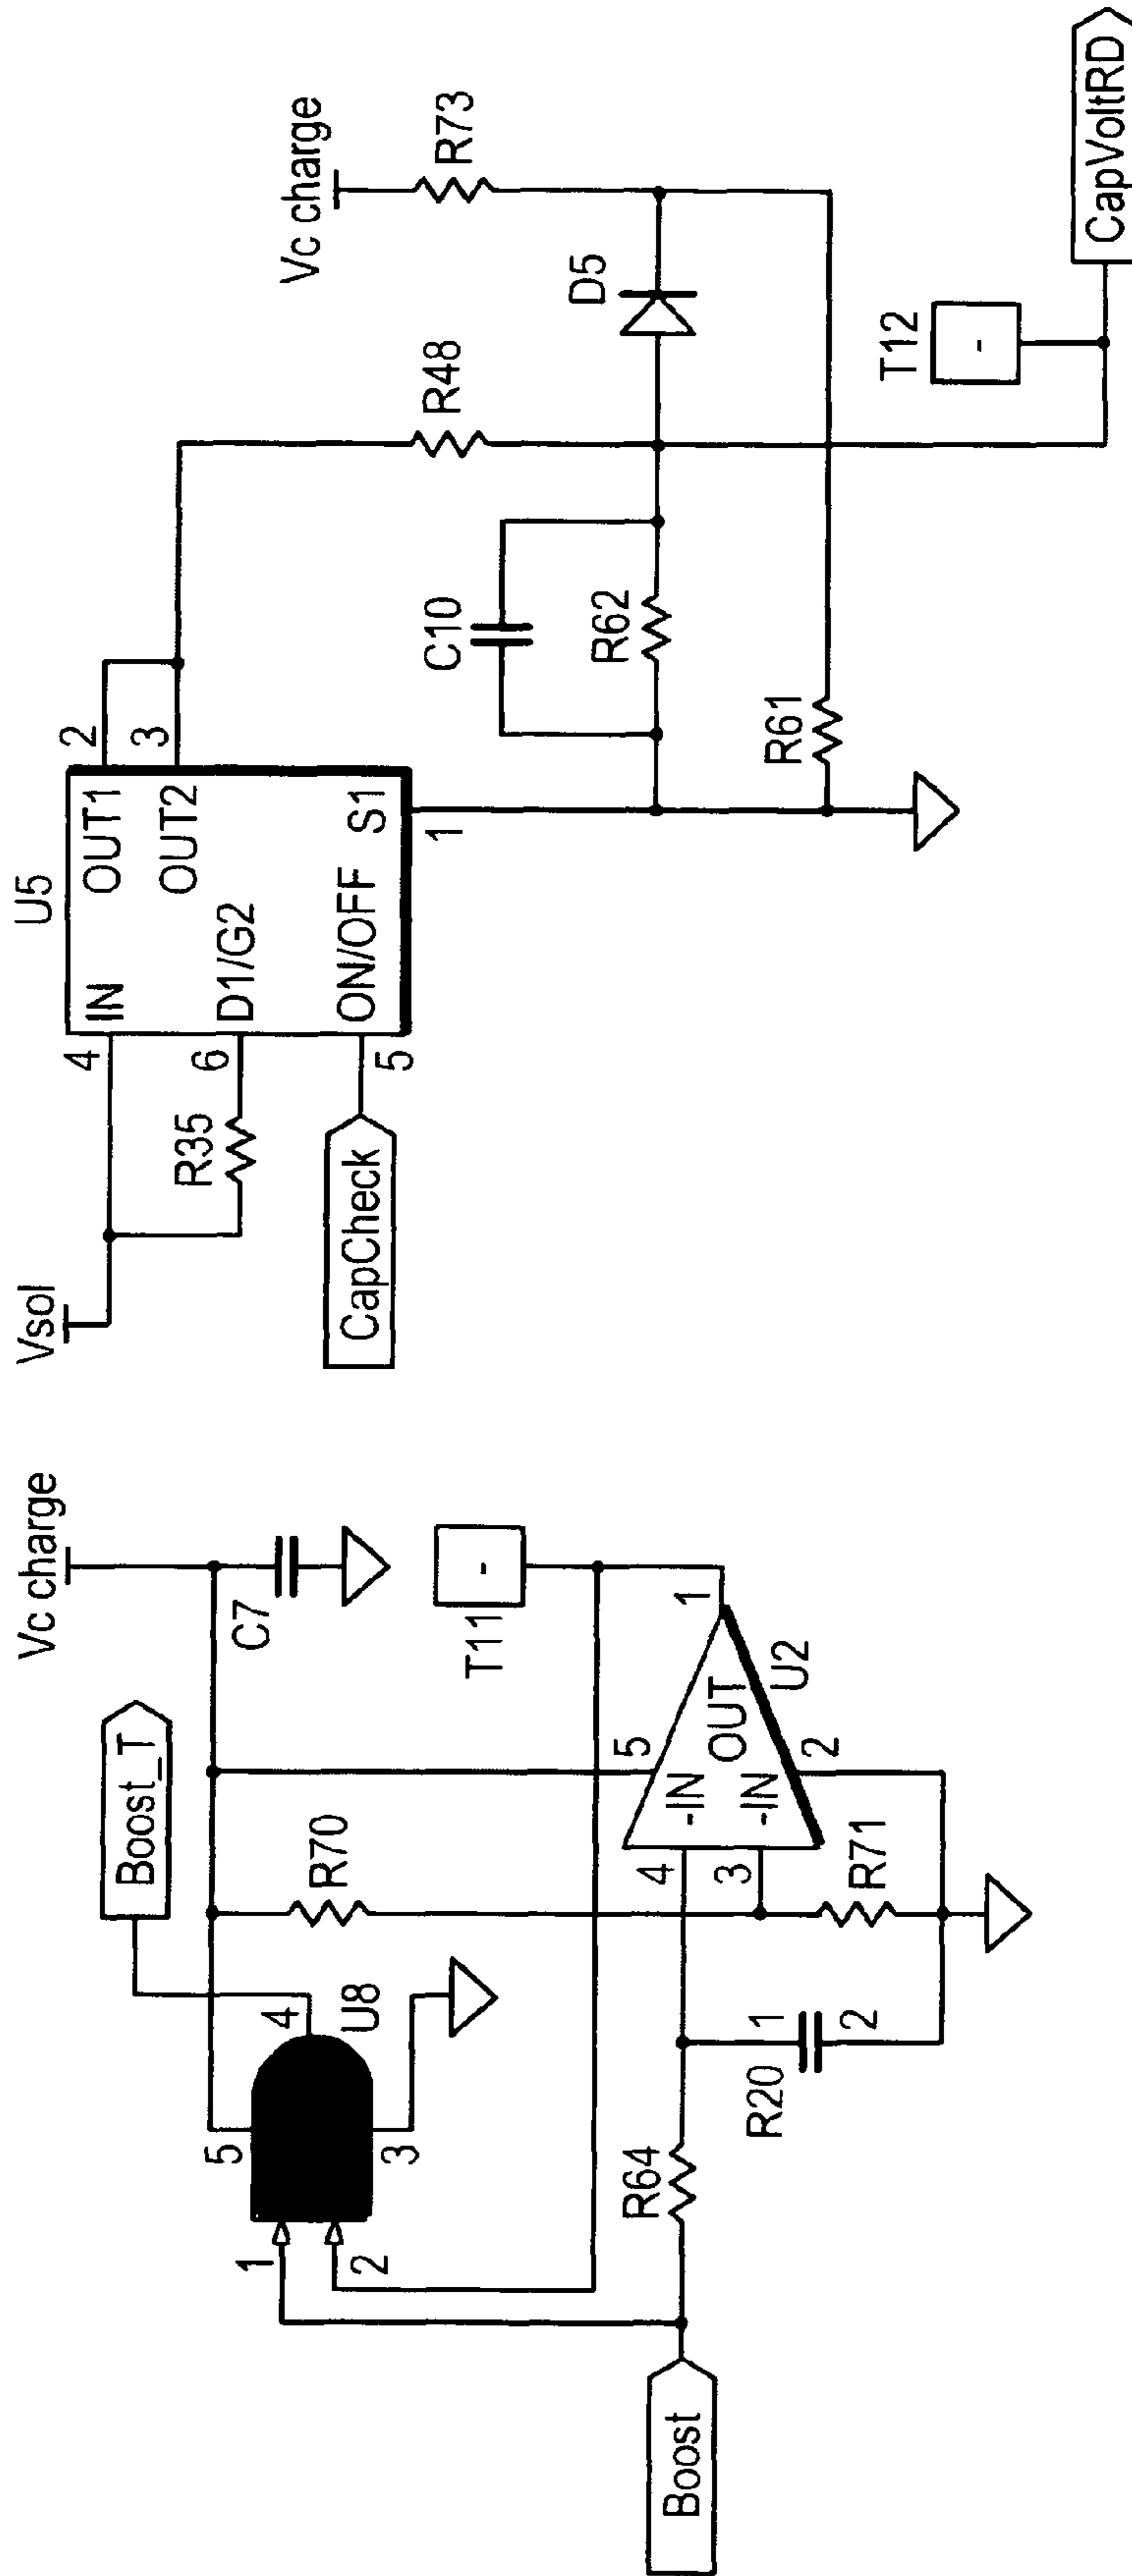 Vc charge
Boost_T
C7
5
4
U8
R70
1
2
3
T11
-
5
1
-IN
OUT
4
3
-IN
U2
2
R64
1
R20
2
R71
Boost
Vsol
U5
4
IN
OUT1
2
OUT2
3
R35
6
D1/G2
CapCheck
5
ON/OFF
S1
1
Vc charge
R73
R48
D5
C10
R62
R61
T12
-
CapVoltRD